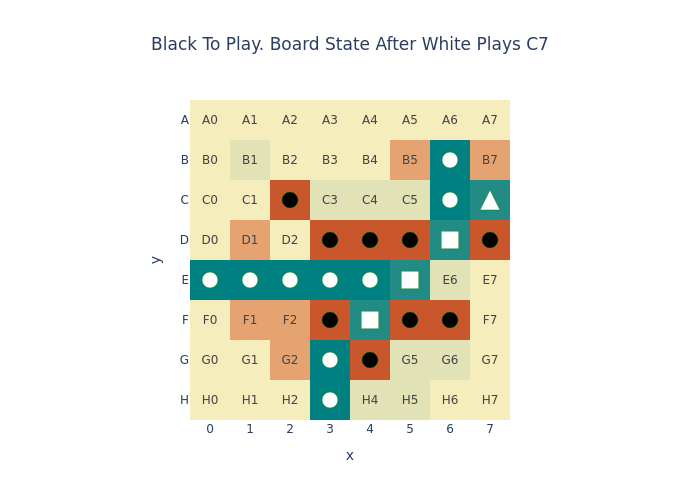 Black To Play. Board State After White Plays C7
A A0 A1 A2 A3 A4 A5 A6 A7
B B0 B1 B2 B3 B4 B5 B7
C C0 C1 C3 C4 C5
D D0 D1 D2
E E6 E7
F F0 F1 F2 F7
G G0 G1 G2 G5 G6 G7
H H0 H1 H2 H4 H5 H6 H7
0 1 2 3 4 5 6 7
x
y